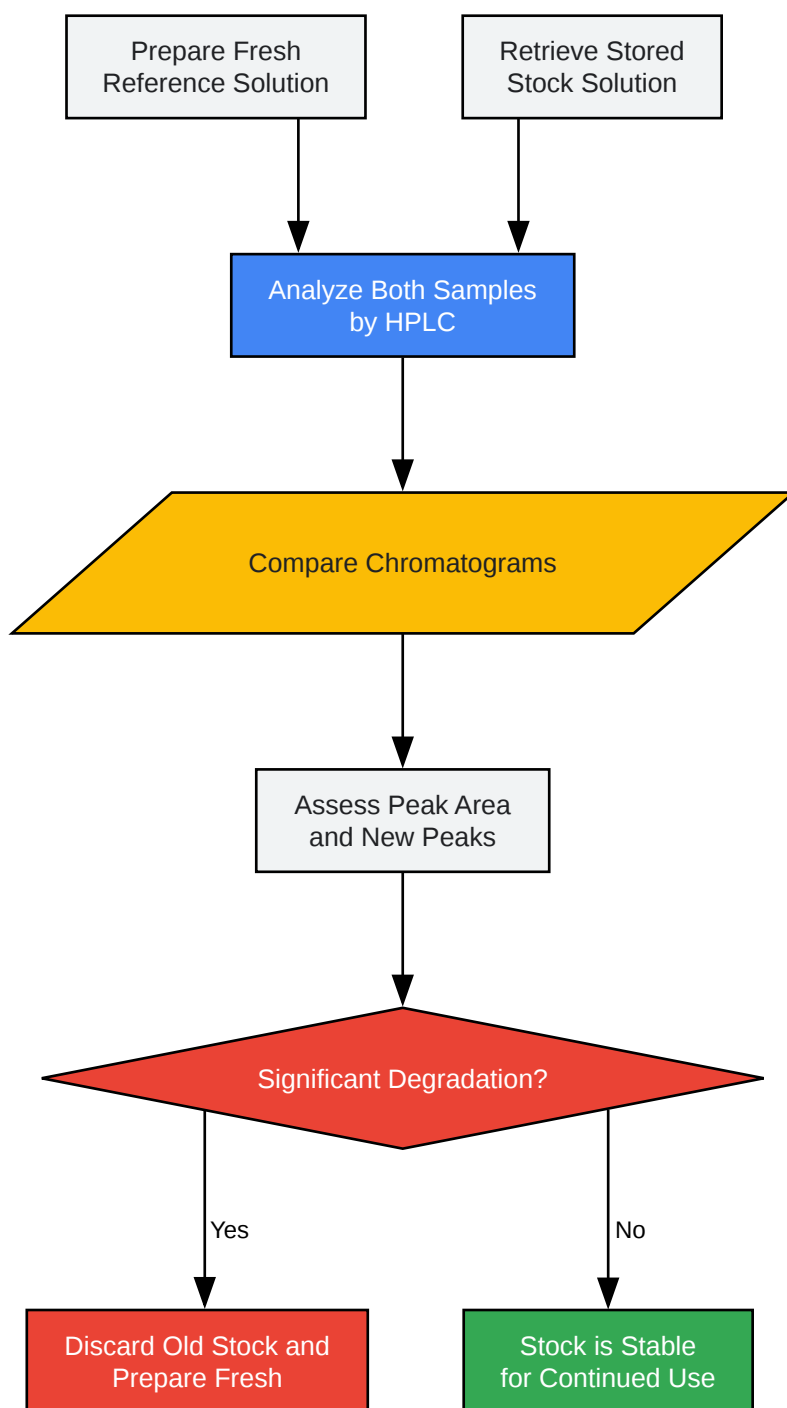 Prepare Fresh
Reference Solution
Retrieve Stored
Stock Solution
Analyze Both Samples
by HPLC
Compare Chromatograms
Assess Peak Area
and New Peaks
Significant Degradation?
Yes
No
Discard Old Stock and
Prepare Fresh
Stock is Stable
for Continued Use